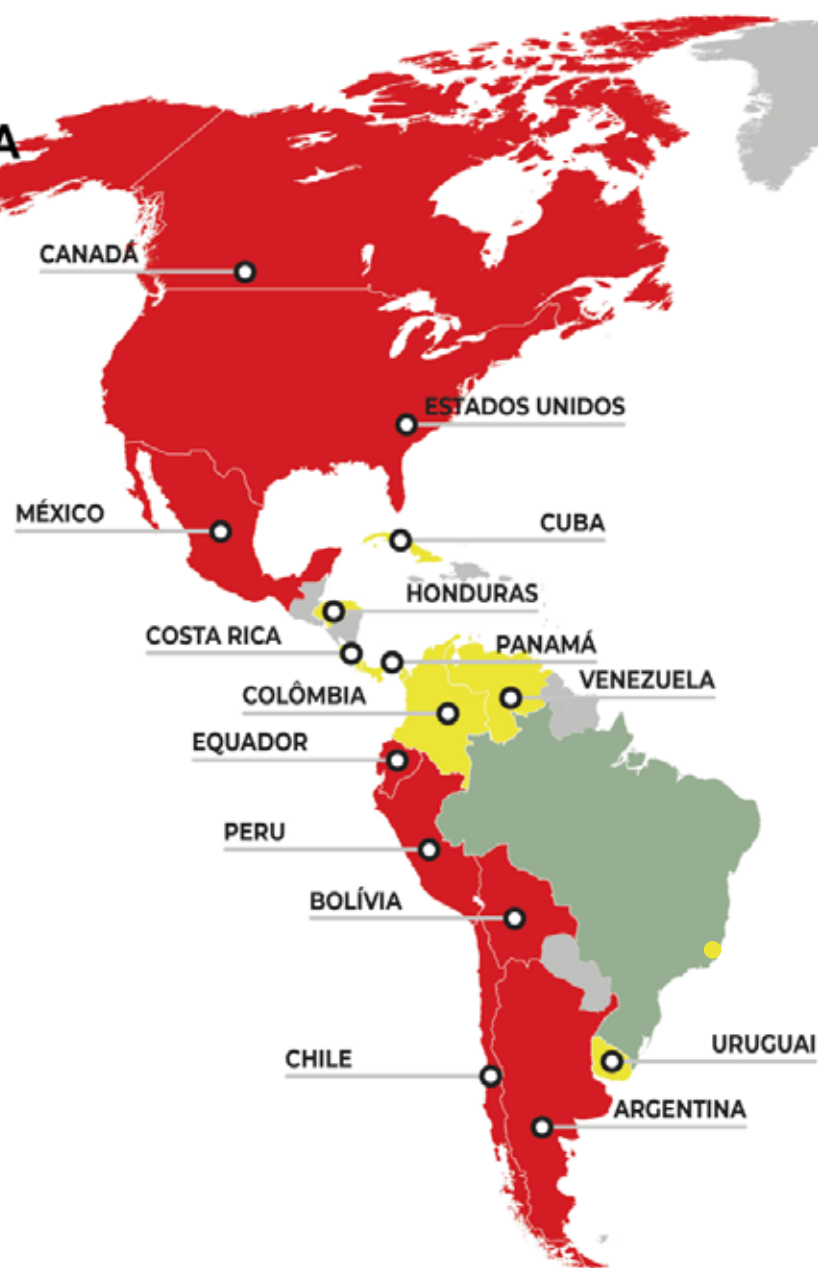 A
CANADÁ
ESTADOS UNIDOS
MÉXICO
CUBA
HONDURAS
COSTA RICA
PANAMÁ
VENEZUELA
COLÔMBIA
EQUADOR
PERU
BOLÍVIA
URUGUAI
CHILE
ARGENTINA